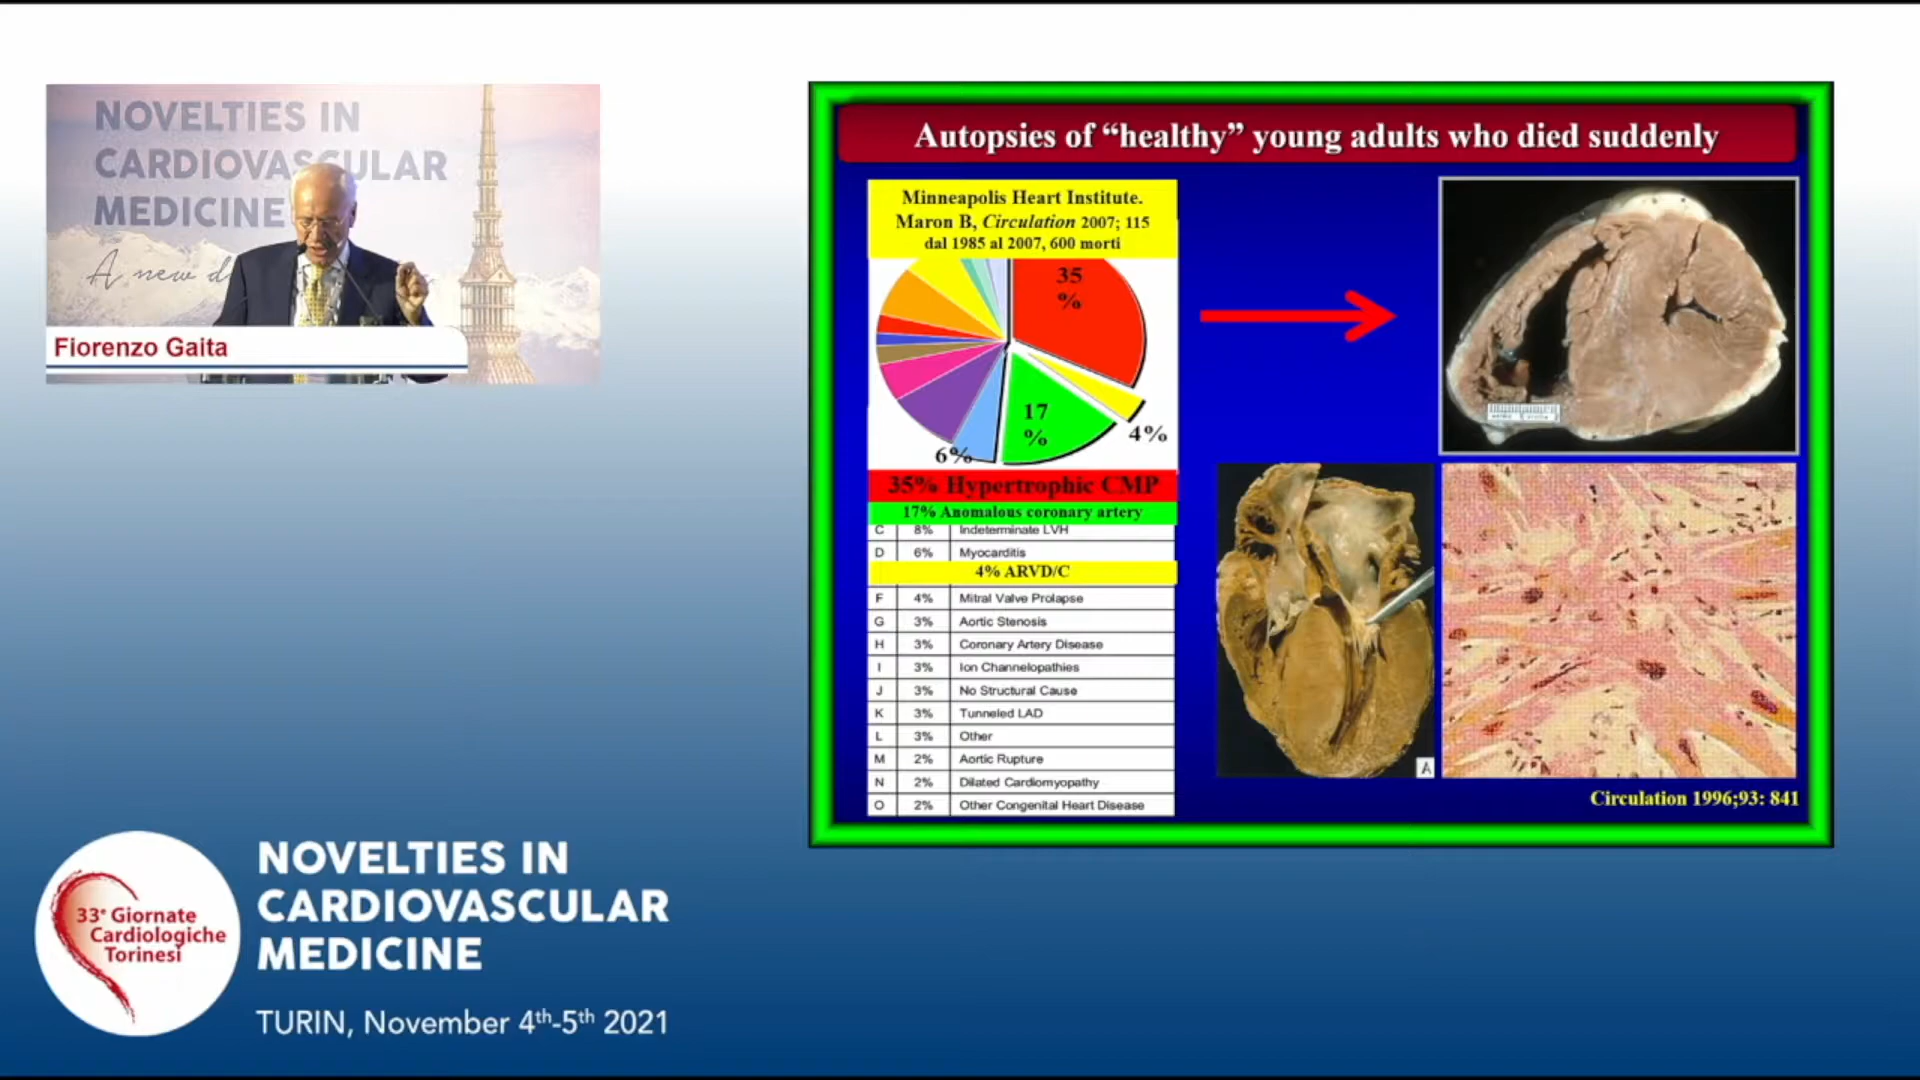 NOVELTIES IN
CARDIOVASCULAR
MEDICINE
A new d
Fiorenzo Gaita
Autopsies of “healthy” young adults who died suddenly
Minneapolis Heart Institute.
Maron B, Circulation 2007; 115
dal 1985 al 2007, 600 morti
35
%
17
%
4%
6%
35% Hypertrophic CMP
17% Anomalous coronary artery
C 8% Indeterminate LVH
D 6% Myocarditis
4% ARVD/C
F 4% Mitral Valve Prolapse
G 3% Aortic Stenosis
H 3% Coronary Artery Disease
I 3% Ion Channelopathies
J 3% No Structural Cause
K 3% Tunneled LAD
L 3% Other
M 2% Aortic Rupture
N 2% Dilated Cardiomyopathy
O 2% Other Congenital Heart Disease
A
Circulation 1996;93: 841
33° Giornate
Cardiologiche
Torinesi
NOVELTIES IN
CARDIOVASCULAR
MEDICINE
TURIN, November 4th-5th 2021